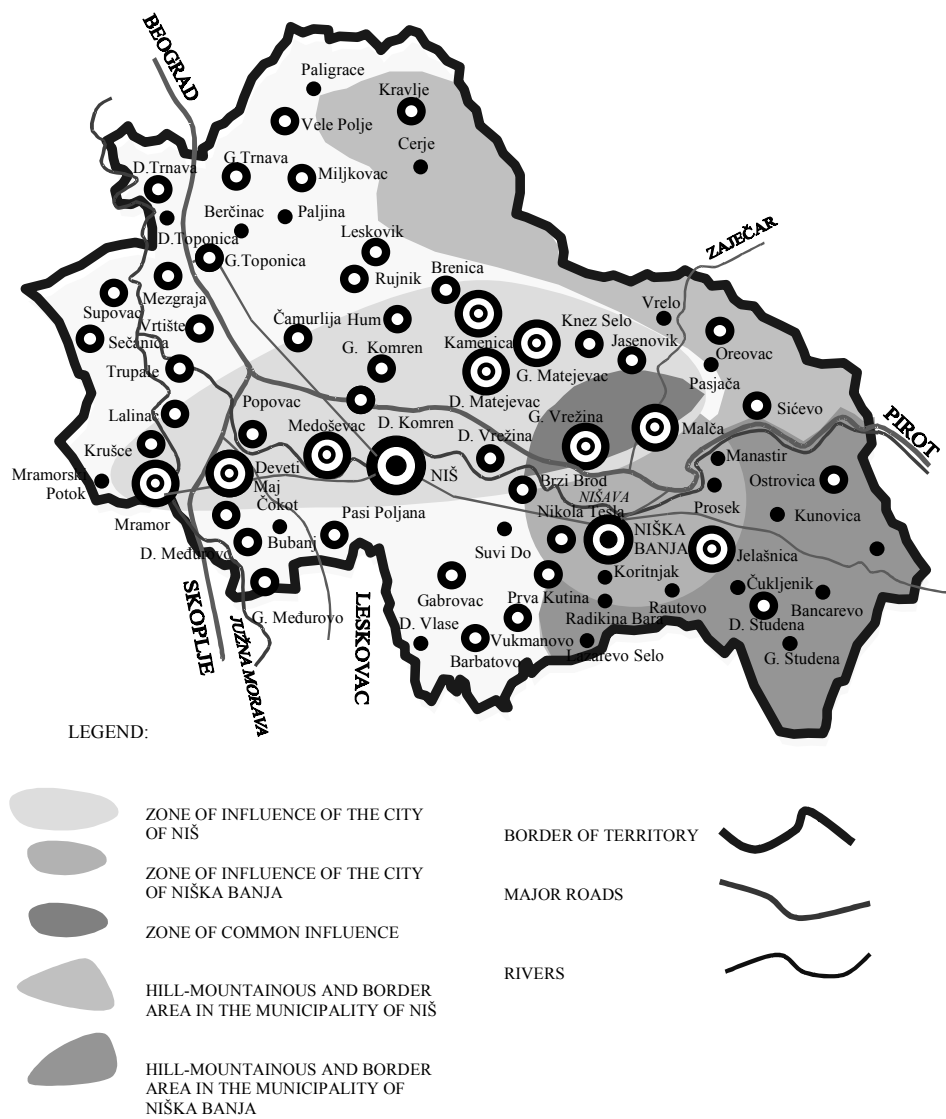 BEOGRAD
Paligrace
Kravlje
Vele Polje
Cerje
D.Trnava
G.Trnava
Miljkovac
Berčinac
Paljina
D.Toponica
G.Toponica
Leskovik
Rujnik
Brenica
ZAJEČAR
Mezgraja
Supovac
Vrtište
Sečanica
Čamurlija
Hum
Kamenica
Knez Selo
Vrelo
Jasenovik
Oreovac
Trupale
G. Komren
G. Matejevac
Pasjača
D. Matejevac
Lalinac
Popovac
D. Komren
G. Vrežina
Malča
Sićevo
PIROT
Krušce
Medoševac
D. Vrežina
Manastir
Mramorski
Potok
Deveti
Maj
NIŠ
Brzi Brod
NIŠAVA
Prosek
Ostrovica
Mramor
Čokot
Pasi Poljana
Nikola Tesla
Kunovica
D. Međurovo
Bubanj
Suvi Do
NIŠKA
BANJA
Jelašnica
Koritnjak
SKOPLJE
JUŽNA MORAVA
G. Međurovo
LESKOVAC
Gabrovac
Prva Kutina
Radikina Bara
Rautovo
Čukljenik
Bancarevo
D. Vlase
Vukmanovo
D. Studena
Barbatovo
Lazarevo Selo
G. Studena
LEGEND:
ZONE OF INFLUENCE OF THE CITY
OF NIŠ
ZONE OF INFLUENCE OF THE CITY
OF NIŠKA BANJA
ZONE OF COMMON INFLUENCE
HILL-MOUNTAINOUS AND BORDER
AREA IN THE MUNICIPALITY OF NIŠ
HILL-MOUNTAINOUS AND BORDER
AREA IN THE MUNICIPALITY OF
NIŠKA BANJA
BORDER OF TERRITORY
MAJOR ROADS
RIVERS